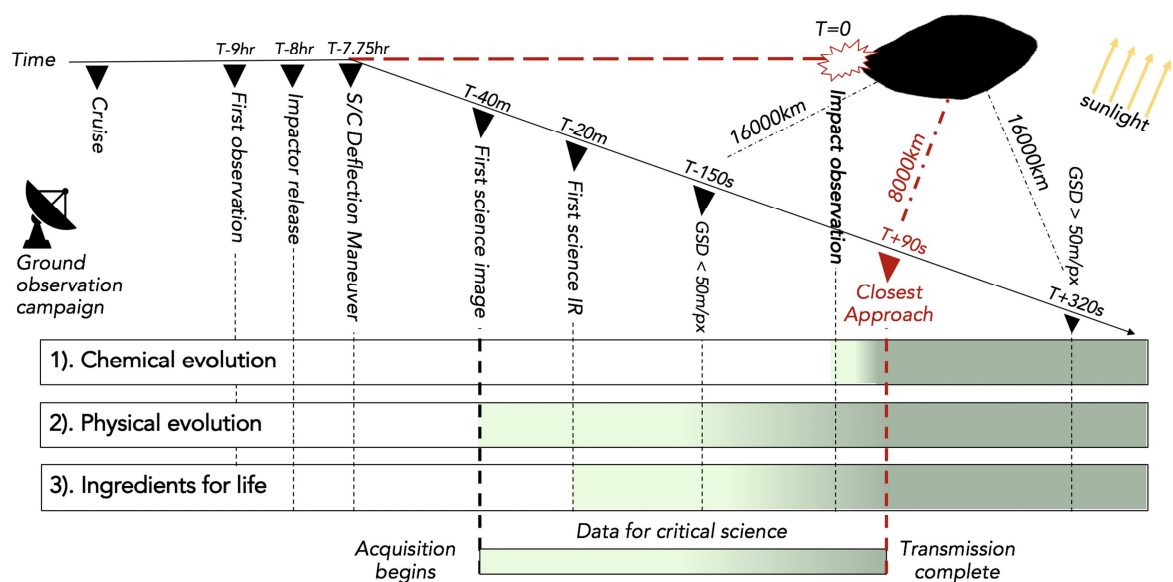 T=0
T-9hr
T-8hr
T-7.75hr
Time
Cruise
First observation
Impactor release
S/C Deflection Maneuver
T-40m
First science image
T-20m
First science IR
T-150s
GSD < 50m/px
16000km
Impact observation
8000km
T+90s
Closest
Approach
16000km
GSD > 50m/px
T+320s
sunlight
Ground
observation
campaign
1). Chemical evolution
2). Physical evolution
3). Ingredients for life
Data for critical science
Acquisition
begins
Transmission
complete